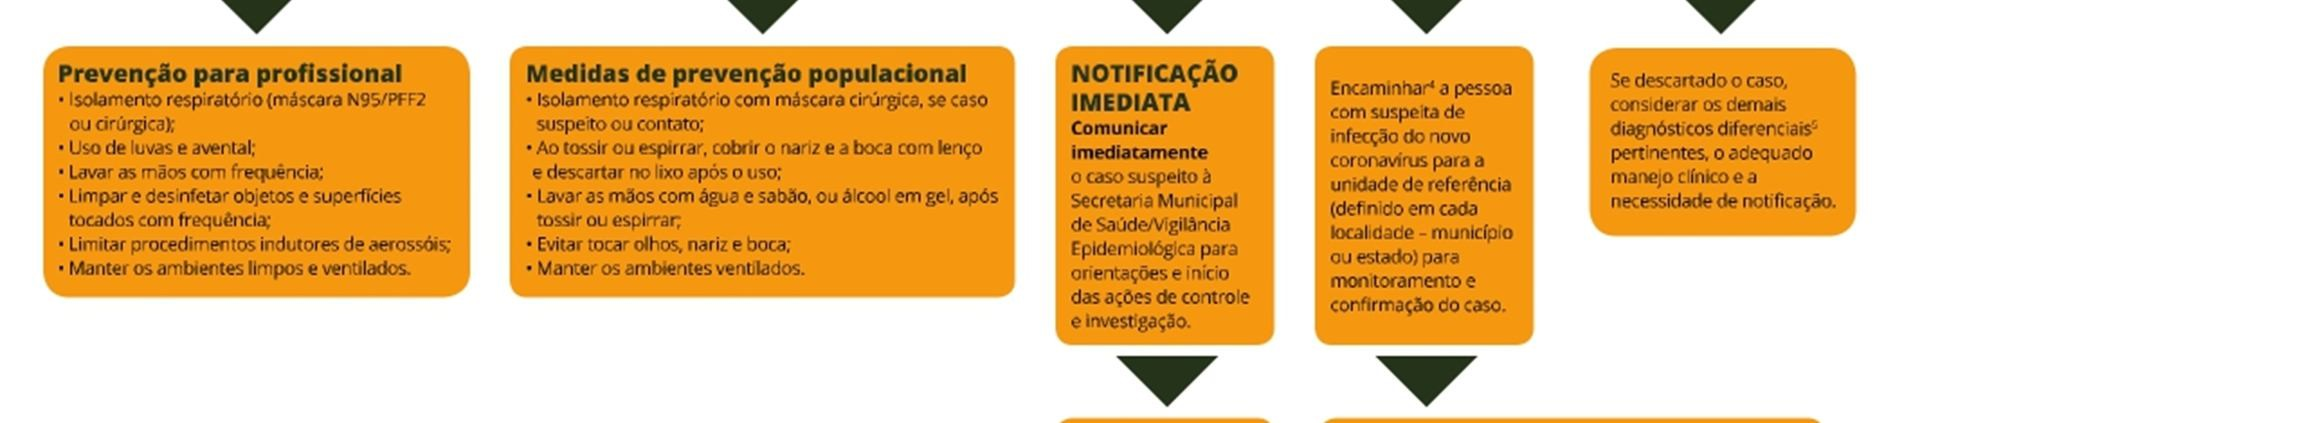 Prevenção para profissional
• Isolamento respiratório (máscara N95/PFF2
ou cirúrgica);
• Uso de luvas e avental;
• Lavar as mãos com frequência;
• Limpar e desinfetar objetos e superfícies
tocados com frequência;
• Limitar procedimentos indutores de aerossóis;
• Manter os ambientes limpos e ventilados.
Medidas de prevenção populacional
• Isolamento respiratório com máscara cirúrgica, se caso
suspeito ou contato;
• Ao tossir ou espirrar, cobrir o nariz e a boca com lenço
e descartar no lixo após o uso;
• Lavar as mãos com água e sabão, ou álcool em gel, após
tossir ou espirrar;
• Evitar tocar olhos, nariz e boca;
• Manter os ambientes ventilados.
NOTIFICAÇÃO
IMEDIATA
Comunicar
imediatamente
o caso suspeito à
Secretaria Municipal
de Saúde/Vigilância
Epidemiológica para
orientações e início
das ações de controle
e investigação.
Encaminhar⁴ a pessoa
com suspeita de
infecção do novo
coronavírus para a
unidade de referência
(definido em cada
localidade – município
ou estado) para
monitoramento e
confirmação do caso.
Se descartado o caso,
considerar os demais
diagnósticos diferenciais⁵
pertinentes, o adequado
manejo clínico e a
necessidade de notificação.